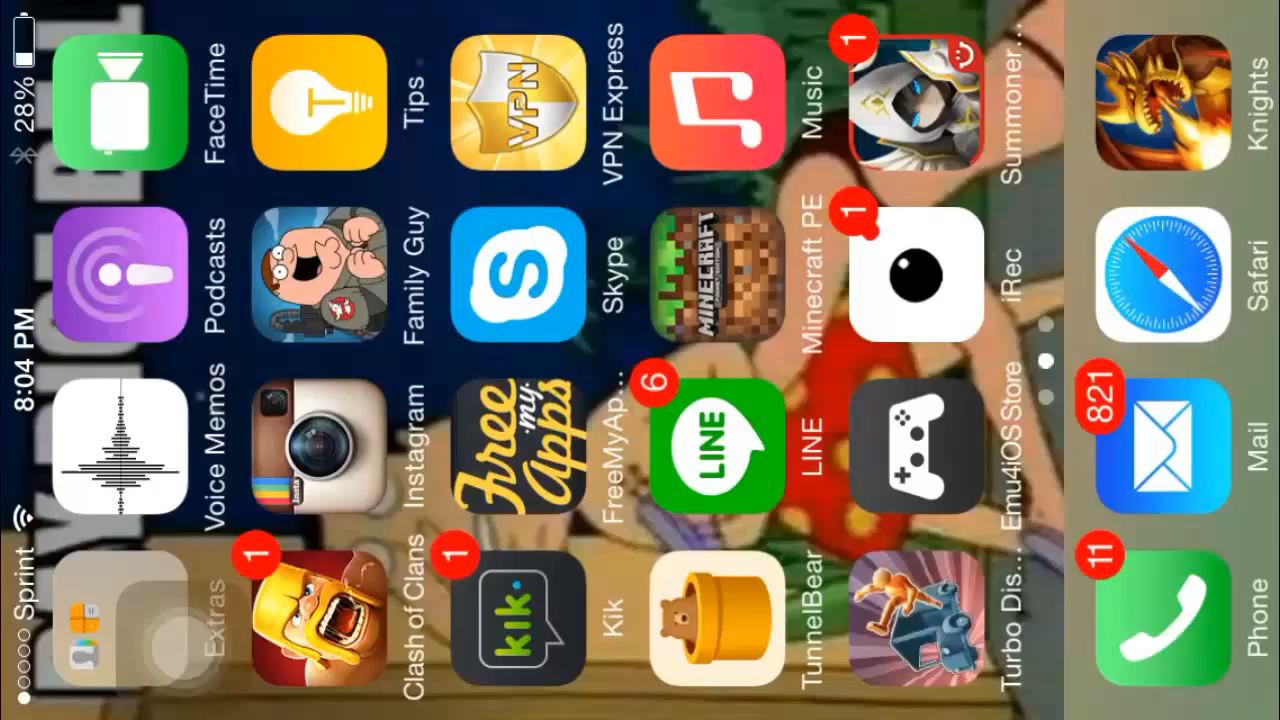 Sprint 8:04 PM 28%
Extras Voice Memos Podcasts FaceTime
1
Insta
Clash of Clans Instagram Family Guy Tips
1
kik.
Free my Apps
S
VPN
Kik FreeMyAp... Skype VPN Express
6
LINE
MINECRAFT
TunnelBear LINE Minecraft PE Music
1 1
Turbo Dis... Emu4iOSStore iRec Summoner...
11 821
Phone Mail Safari Knights